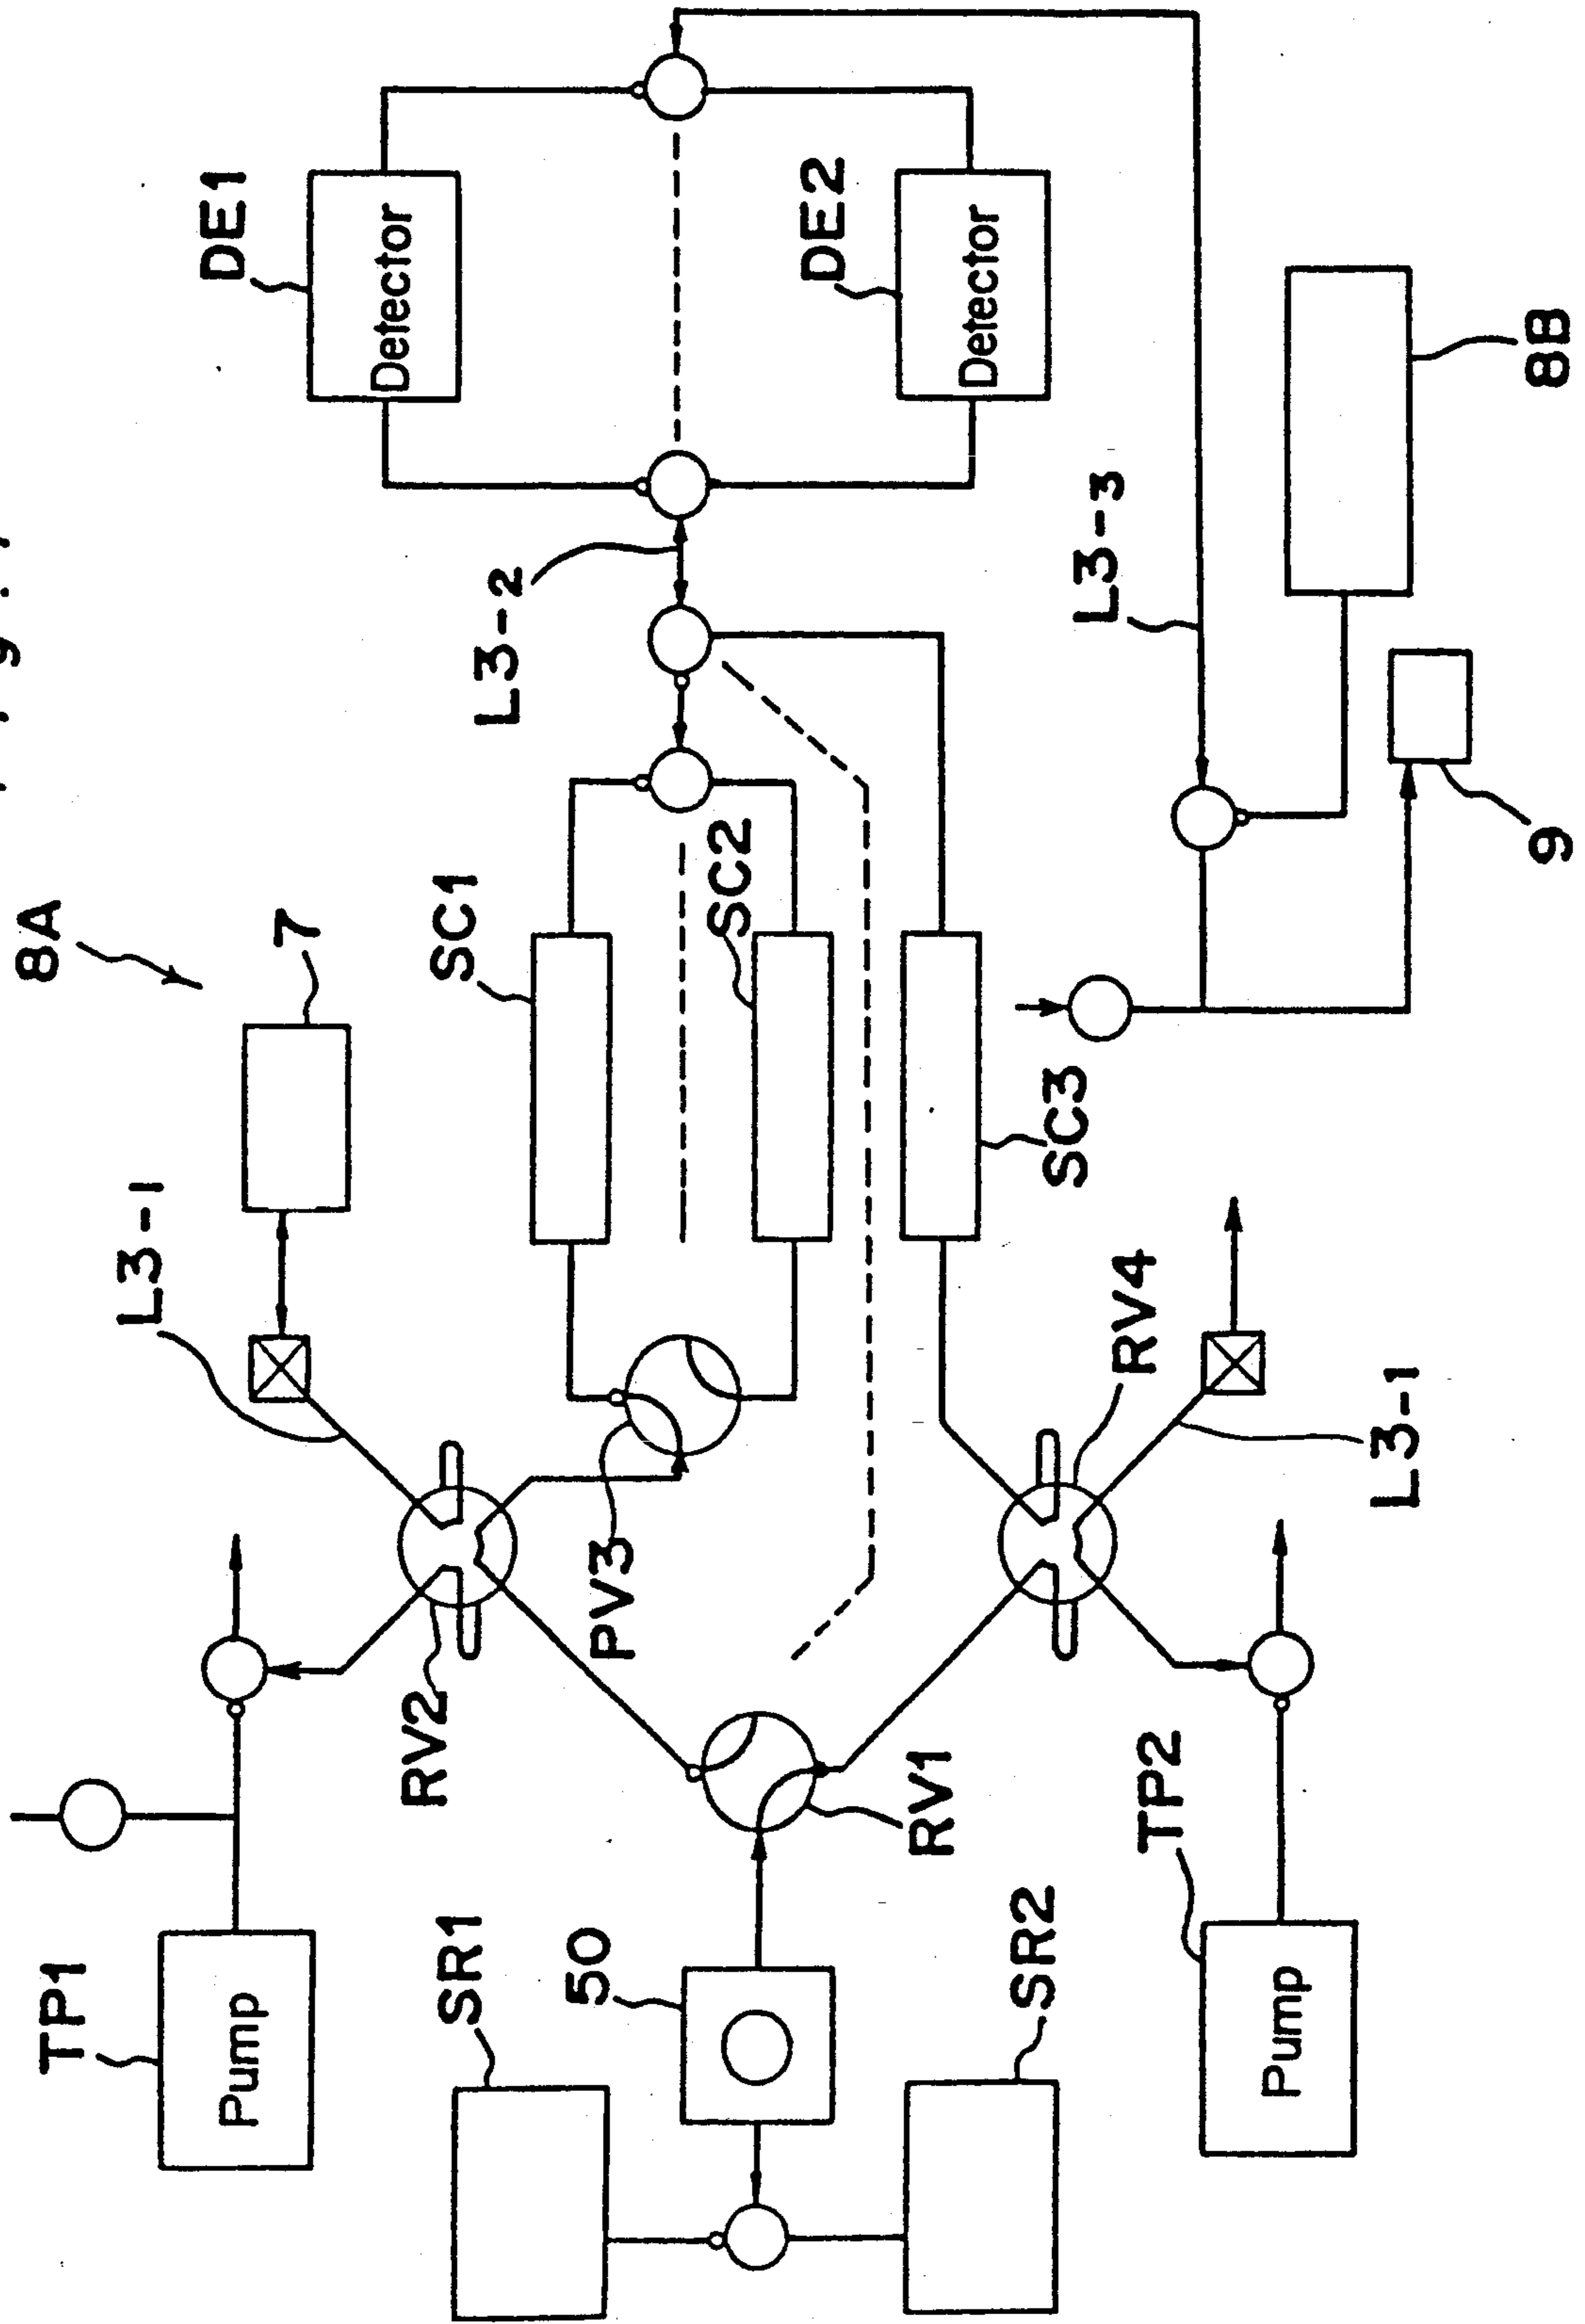 8A
TP1
Pump
L3-1
7
SC1
L3-2
DE1
Detector
SR1
50
RV2
PV3
SC2
DE2
Detector
SR2
RV1
SC3
L3-3
TP2
Pump
RV4
L3-1
9
8B